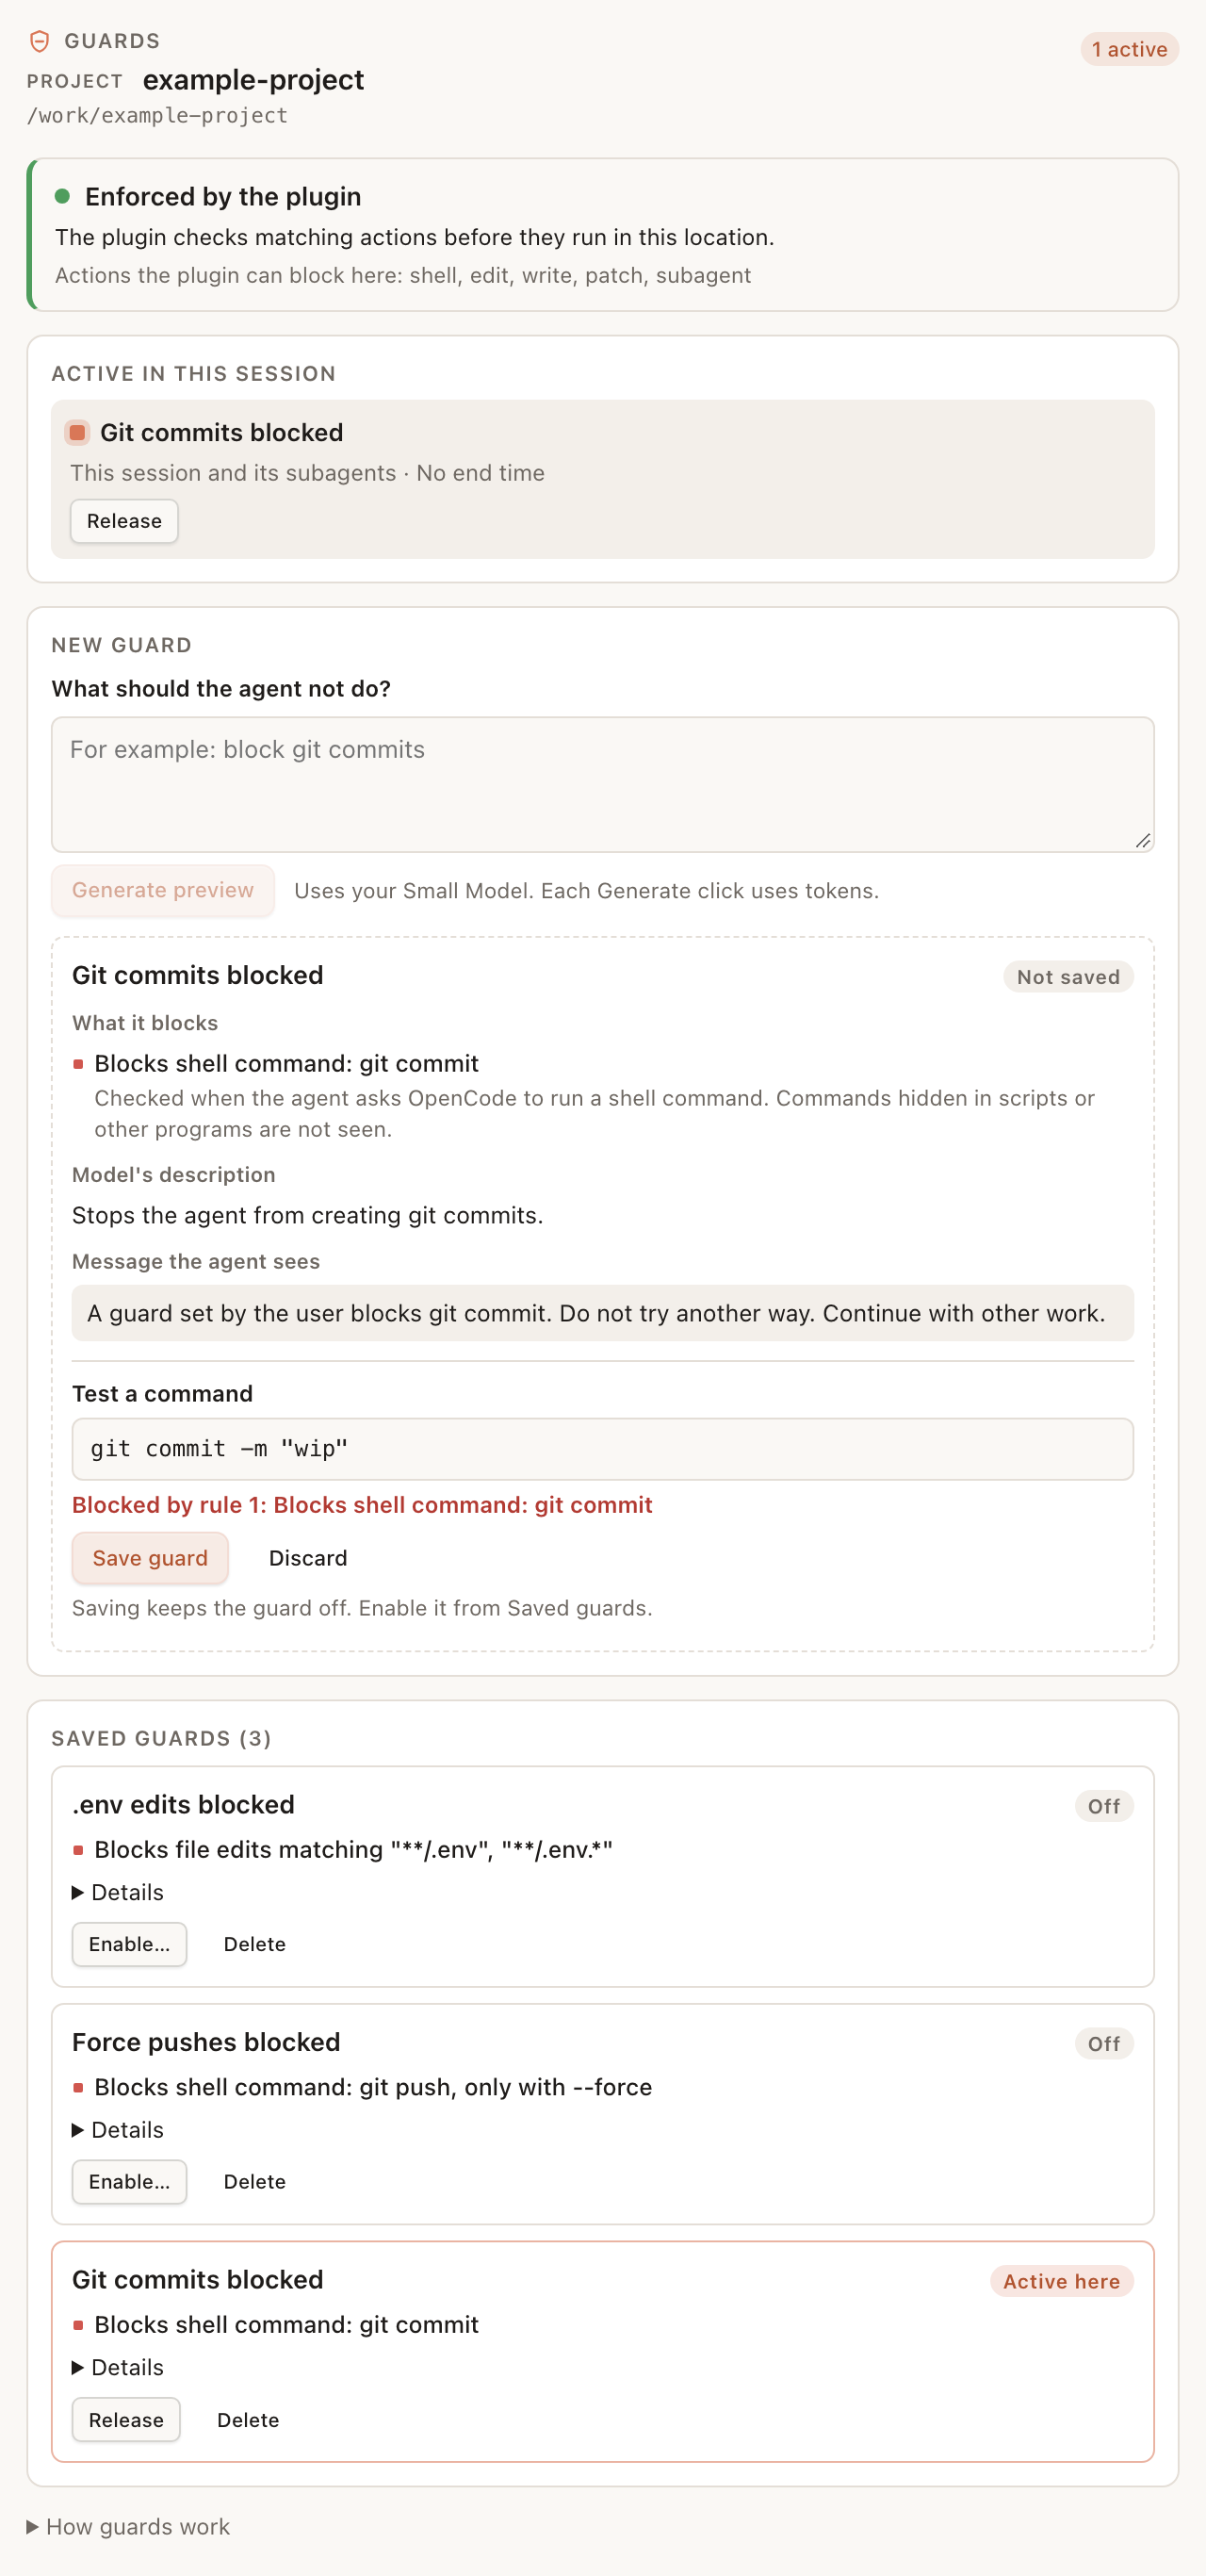 GUARDS
1 active
PROJECT example-project
/work/example-project
Enforced by the plugin
The plugin checks matching actions before they run in this location.
Actions the plugin can block here: shell, edit, write, patch, subagent
ACTIVE IN THIS SESSION
Git commits blocked
This session and its subagents · No end time
Release
NEW GUARD
What should the agent not do?
For example: block git commits
Generate preview
Uses your Small Model. Each Generate click uses tokens.
Git commits blocked
Not saved
What it blocks
Blocks shell command: git commit
Checked when the agent asks OpenCode to run a shell command. Commands hidden in scripts or
other programs are not seen.
Model's description
Stops the agent from creating git commits.
Message the agent sees
A guard set by the user blocks git commit. Do not try another way. Continue with other work.
Test a command
git commit -m "wip"
Blocked by rule 1: Blocks shell command: git commit
Save guard
Discard
Saving keeps the guard off. Enable it from Saved guards.
SAVED GUARDS (3)
.env edits blocked
Off
Blocks file edits matching "**/.env", "**/.env.*"
Details
Enable...
Delete
Force pushes blocked
Off
Blocks shell command: git push, only with --force
Details
Enable...
Delete
Git commits blocked
Active here
Blocks shell command: git commit
Details
Release
Delete
How guards work